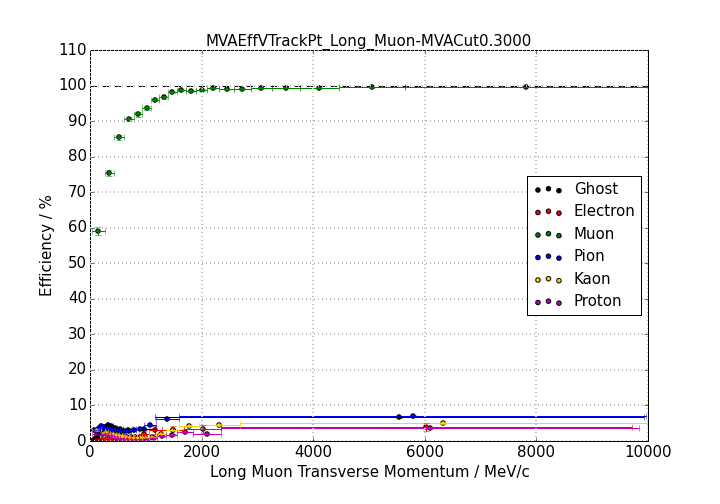 MVAEffVTrackPt_Long_Muon-MVACut0.3000
110
100
90
80
70
60
50
40
30
20
10
0
Efficiency / %
Ghost
Electron
Muon
Pion
Kaon
Proton
0 2000 4000 6000 8000 10000
Long Muon Transverse Momentum / MeV/c